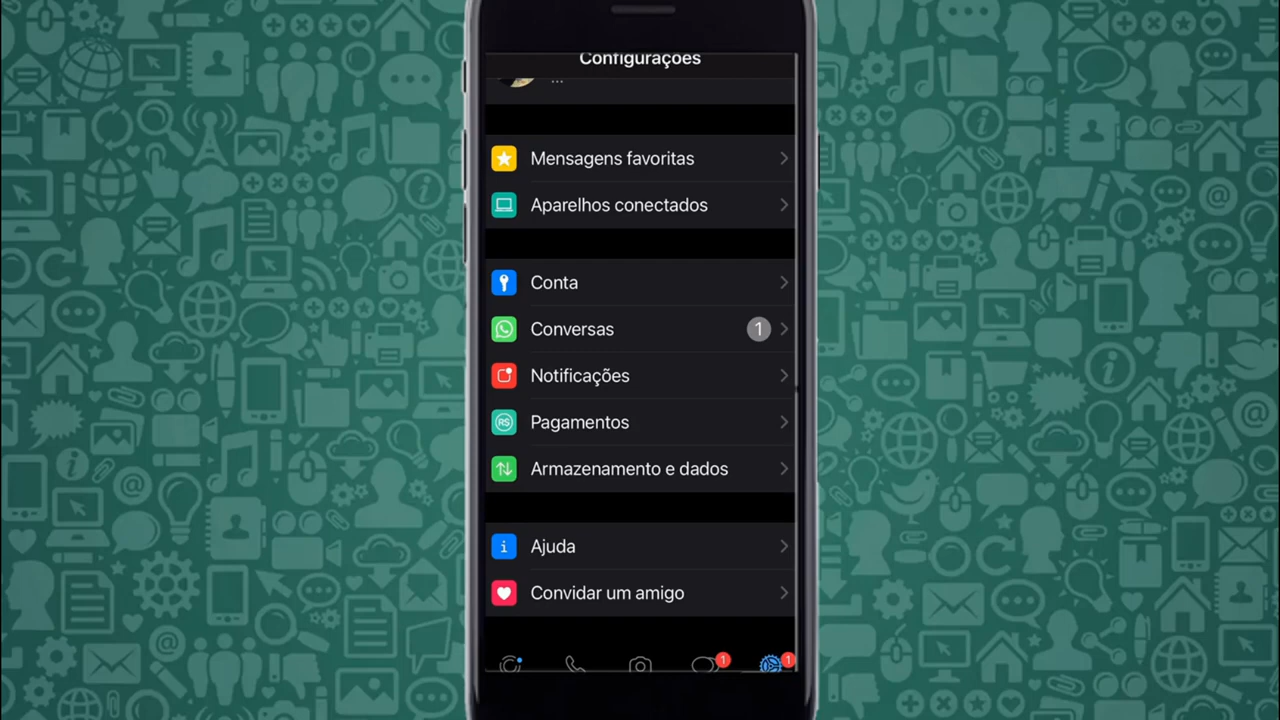 Configurações
...
Mensagens favoritas
Aparelhos conectados
Conta
Conversas 1
Notificações
R$ Pagamentos
Armazenamento e dados
i Ajuda
Convidar um amigo
1 1